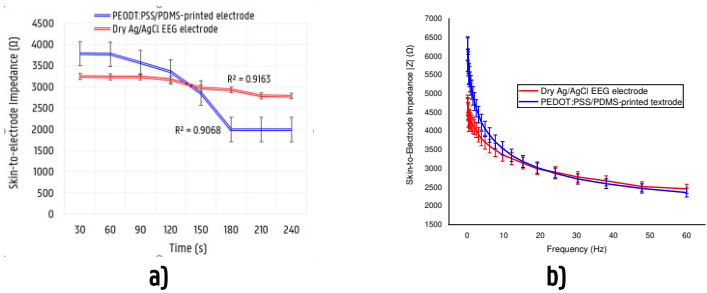 PEDOT:PSS/PDMS-printed electrode
Dry Ag/AgCl EEG electrode
Skin-to-electrode Impedance (Ω)
4500
4000
3500
3000
2500
2000
1500
1000
500
0
R² = 0.9163
R² = 0.9068
30 60 90 120 150 180 210 240
Time (s)
a)
Skin-to-Electrode Impedance |Z| (Ω)
7000
6500
6000
5500
5000
4500
4000
3500
3000
2500
2000
1500
Dry Ag/AgCl EEG electrode
PEDOT:PSS/PDMS-printed textrode
0 10 20 30 40 50 60
Frequency (Hz)
b)